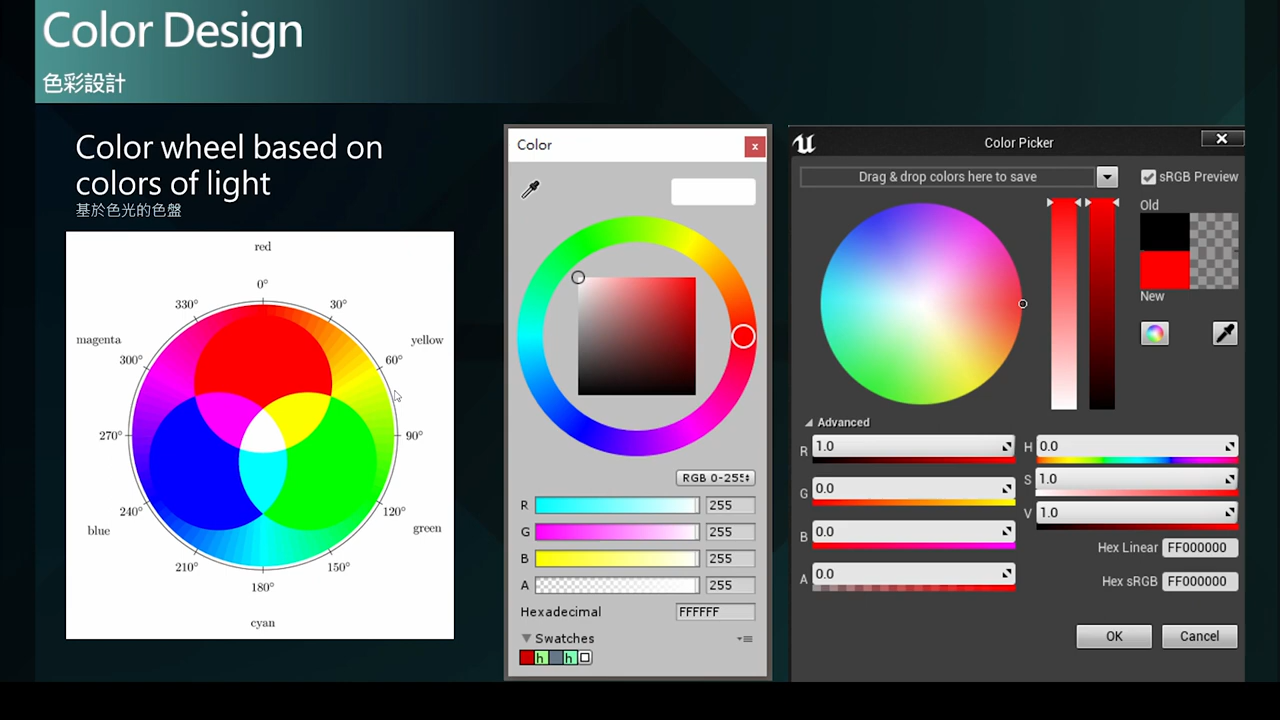 Color Design
色彩設計
Color wheel based on
colors of light
基於色光的色盤
red
0°
330°
30°
magenta
yellow
300°
60°
270°
90°
240°
120°
blue
green
210°
150°
180°
cyan
Color
x
RGB 0-255
R 255
G 255
B 255
A 255
Hexadecimal FFFFFF
Swatches
h
h
Color Picker
Drag & drop colors here to save
sRGB Preview
Old
New
Advanced
R 1.0
H 0.0
G 0.0
S 1.0
B 0.0
V 1.0
A 0.0
Hex Linear FF000000
Hex sRGB FF000000
OK
Cancel